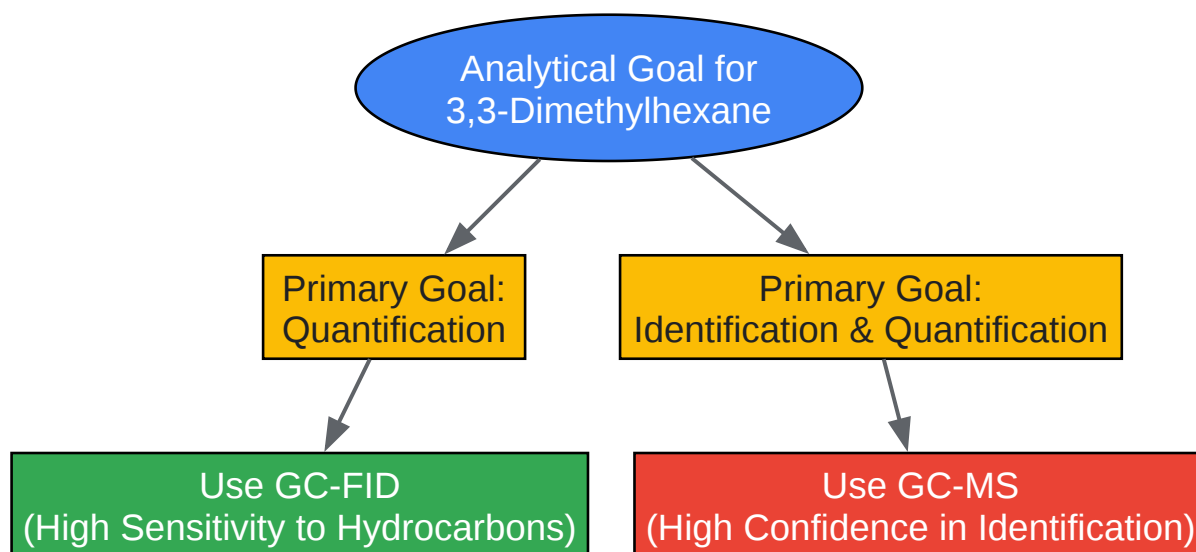 Analytical Goal for
3,3-Dimethylhexane
Primary Goal:
Quantification
Primary Goal:
Identification & Quantification
Use GC-FID
(High Sensitivity to Hydrocarbons)
Use GC-MS
(High Confidence in Identification)